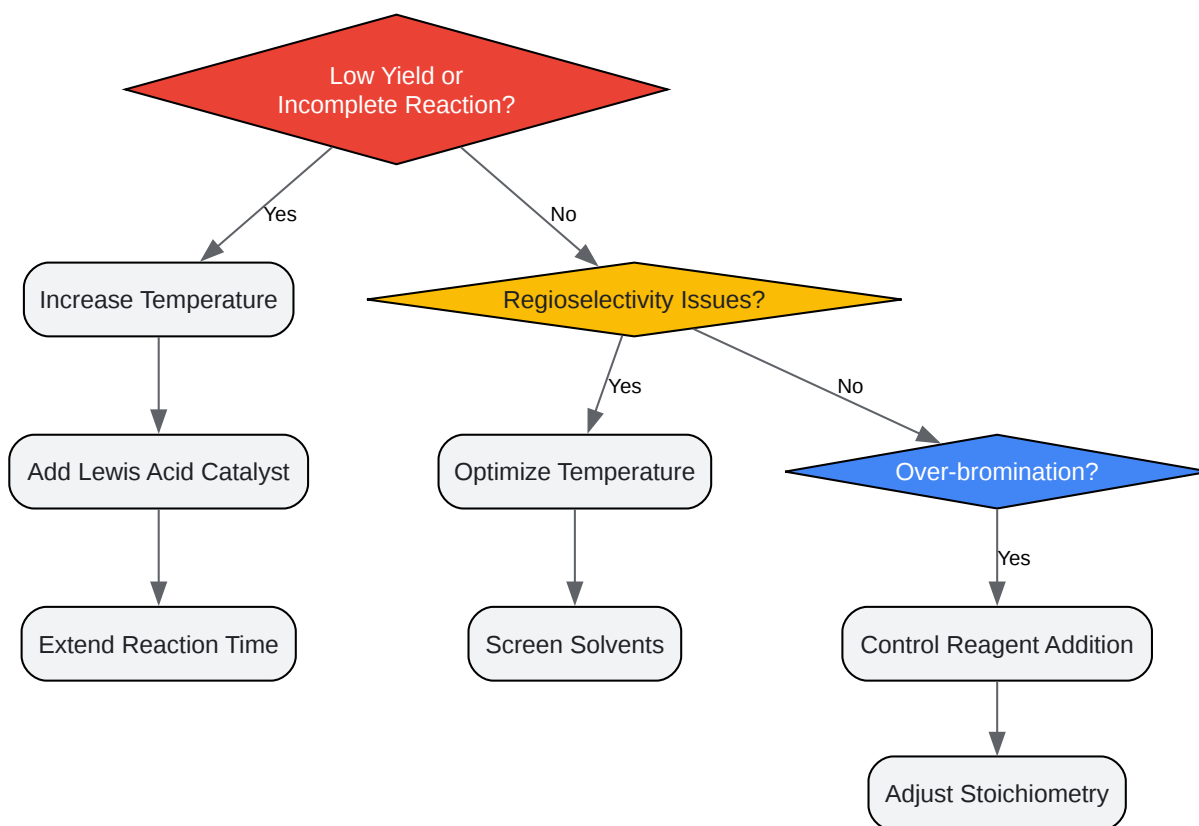 Low Yield or
Incomplete Reaction?
Yes
No
Increase Temperature
Regioselectivity Issues?
Yes
No
Add Lewis Acid Catalyst
Optimize Temperature
Over-bromination?
Yes
Extend Reaction Time
Screen Solvents
Control Reagent Addition
Adjust Stoichiometry